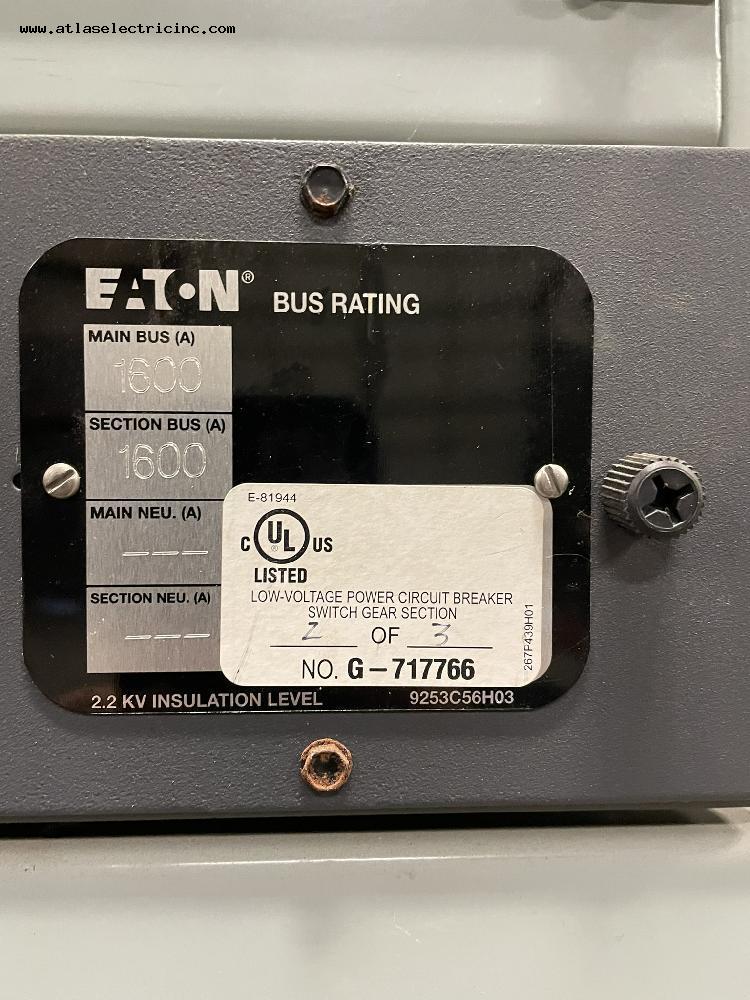 www.atlaselectricinc.com
EATON® BUS RATING
MAIN BUS (A)
1600
SECTION BUS (A)
1600
MAIN NEU. (A)
---
SECTION NEU. (A)
---
E-81944
C UL ® US
LISTED
LOW-VOLTAGE POWER CIRCUIT BREAKER
SWITCH GEAR SECTION
2 OF 3
NO. G-717766
267P439H01
2.2 KV INSULATION LEVEL 9253C56H03